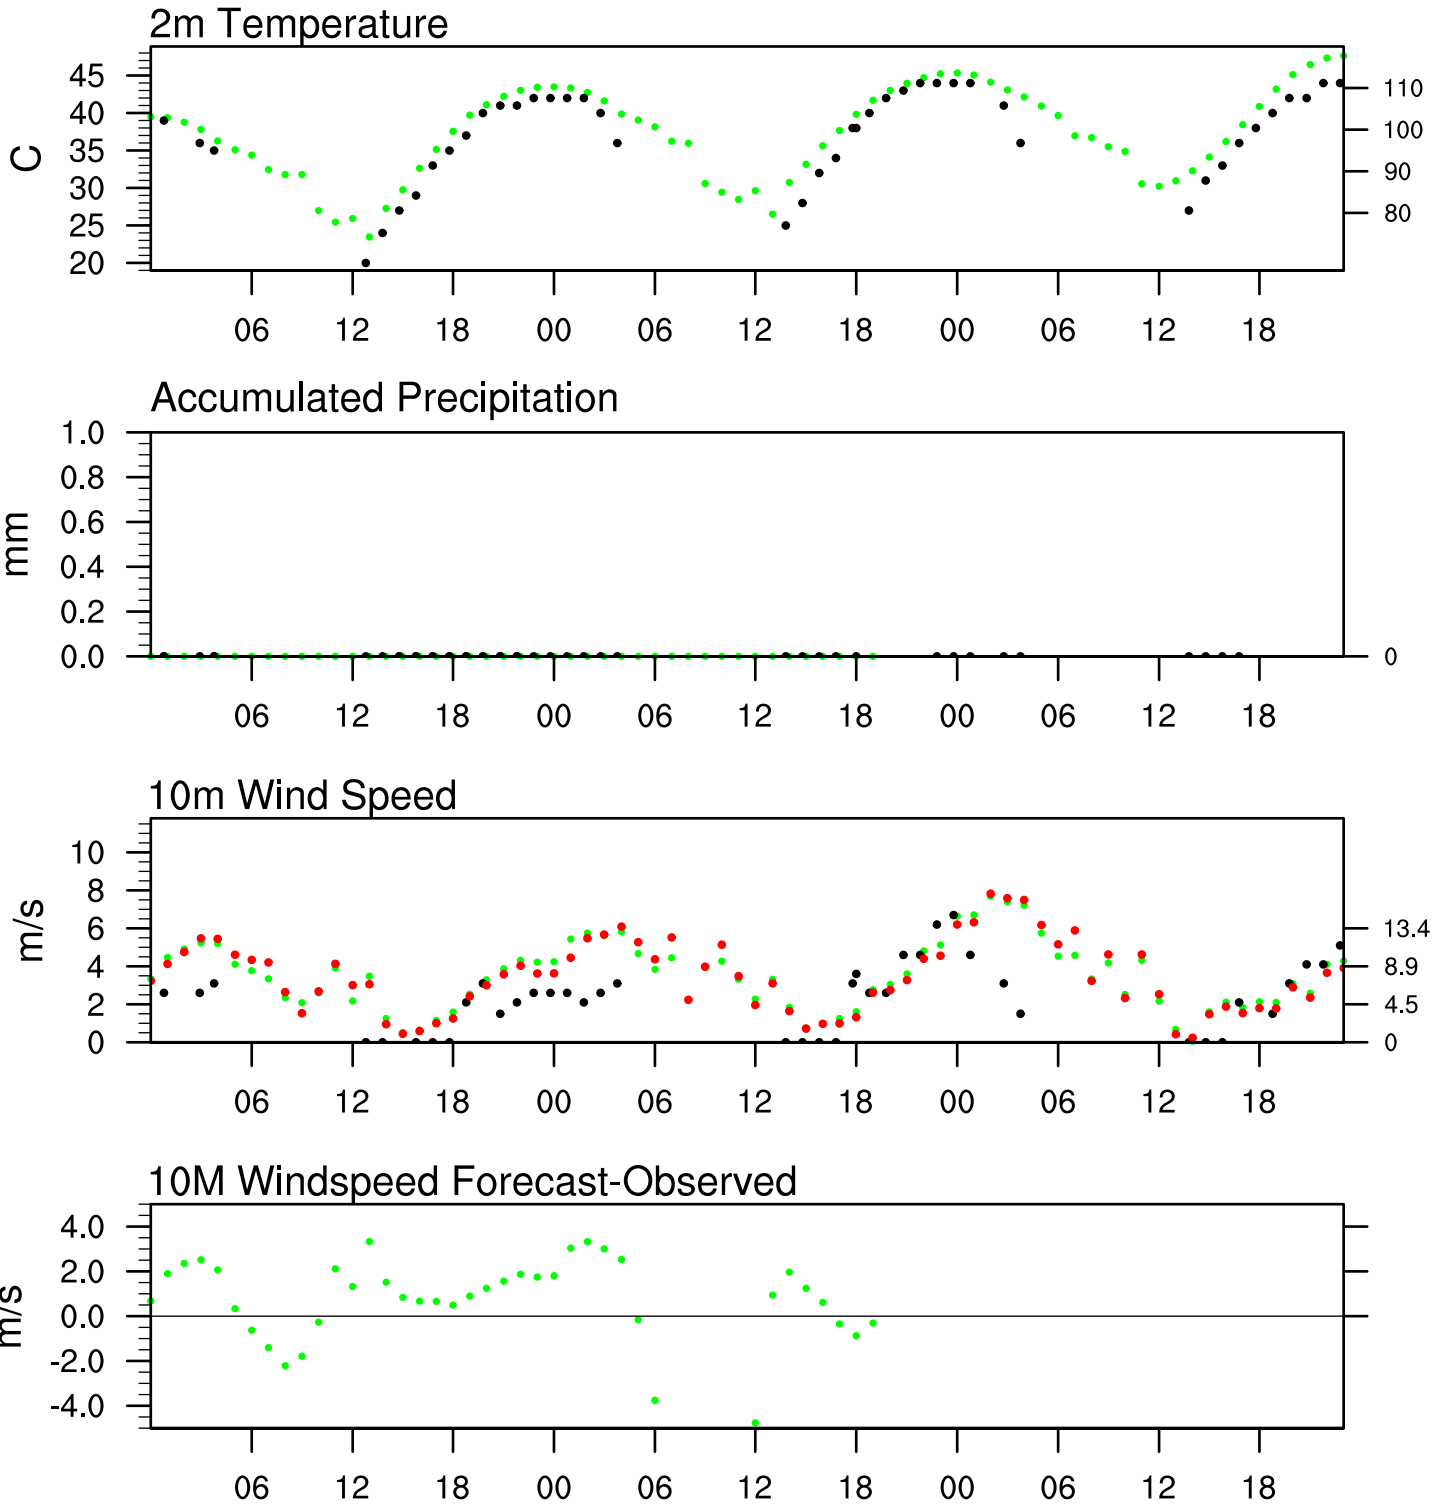 2m Temperature
45
40
35
30
25
20
C
110
100
90
80
06 12 18 00 06 12 18 00 06 12 18
Accumulated Precipitation
1.0
0.8
0.6
0.4
0.2
0.0
mm
0
06 12 18 00 06 12 18 00 06 12 18
10m Wind Speed
10
8
6
4
2
0
m/s
13.4
8.9
4.5
0
06 12 18 00 06 12 18 00 06 12 18
10M Windspeed Forecast-Observed
4.0
2.0
0.0
-2.0
-4.0
m/s
06 12 18 00 06 12 18 00 06 12 18